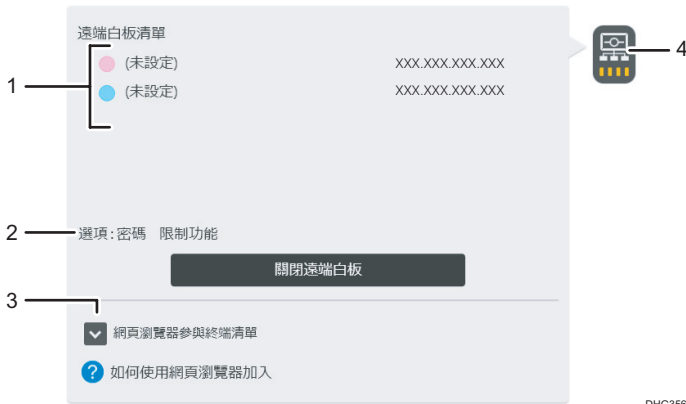 遠端白板清單
(未設定) XXX.XXX.XXX.XXX
(未設定) XXX.XXX.XXX.XXX
1
4
2
選項:密碼 限制功能
關閉遠端白板
3
網頁瀏覽器參與終端清單
? 如何使用網頁瀏覽器加入
DHC356